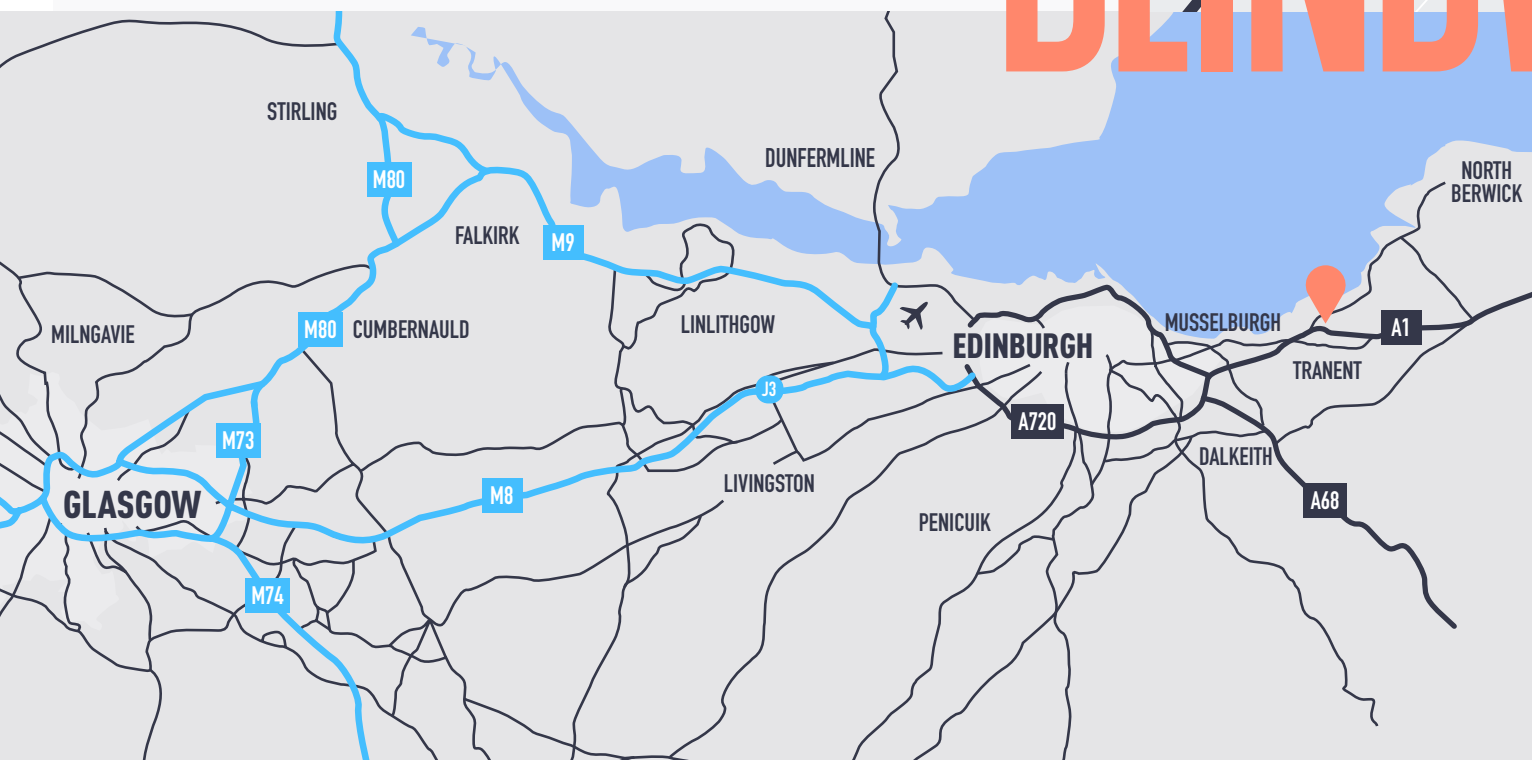 STIRLING
DUNFERMLINE
NORTH
BERWICK
M80
FALKIRK
M9
MILNGAVIE
M80
CUMBERNAULD
LINLITHGOW
EDINBURGH
MUSSELBURGH
A1
TRANENT
J3
A720
M73
DALKEITH
GLASGOW
M8
LIVINGSTON
PENICUIK
A68
M74